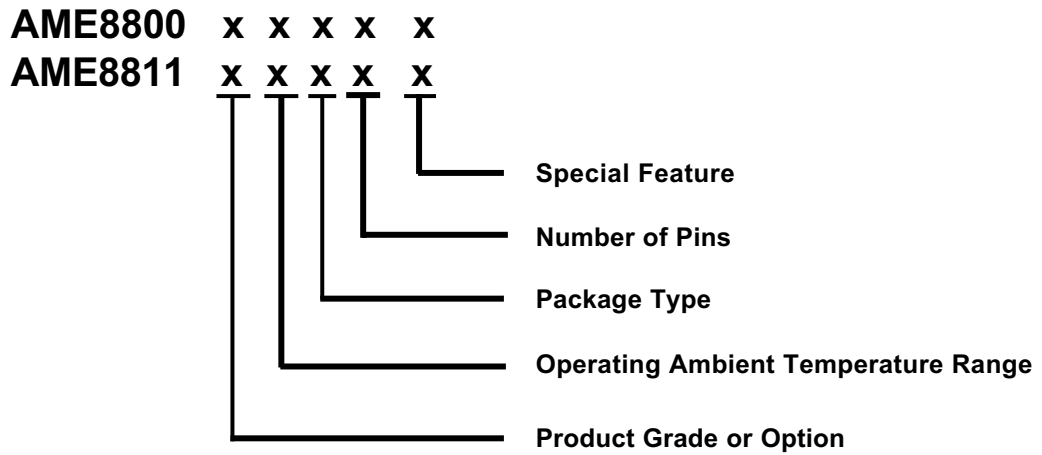 AME8800 x x x x x
AME8811 x x x x x
Special Feature
Number of Pins
Package Type
Operating Ambient Temperature Range
Product Grade or Option